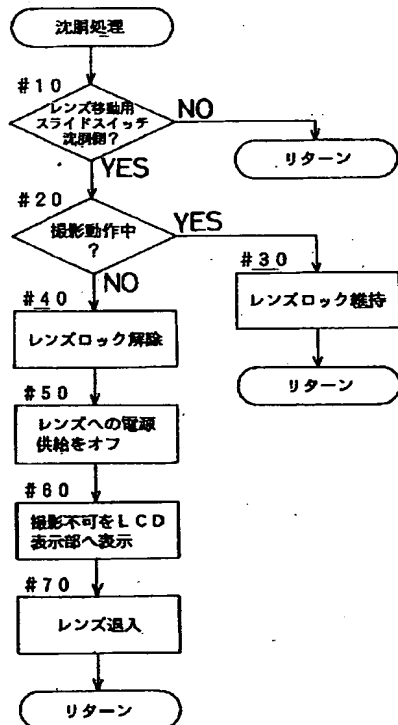 沈胴処理
#10
レンズ移動用
スライドスイッチ
沈胴側?
NO
リターン
YES
#20
撮影動作中
?
YES
#30
レンズロック維持
リターン
NO
#40
レンズロック解除
#50
レンズへの電源
供給をオフ
#60
撮影不可をLCD
表示部へ表示
#70
レンズ退入
リターン